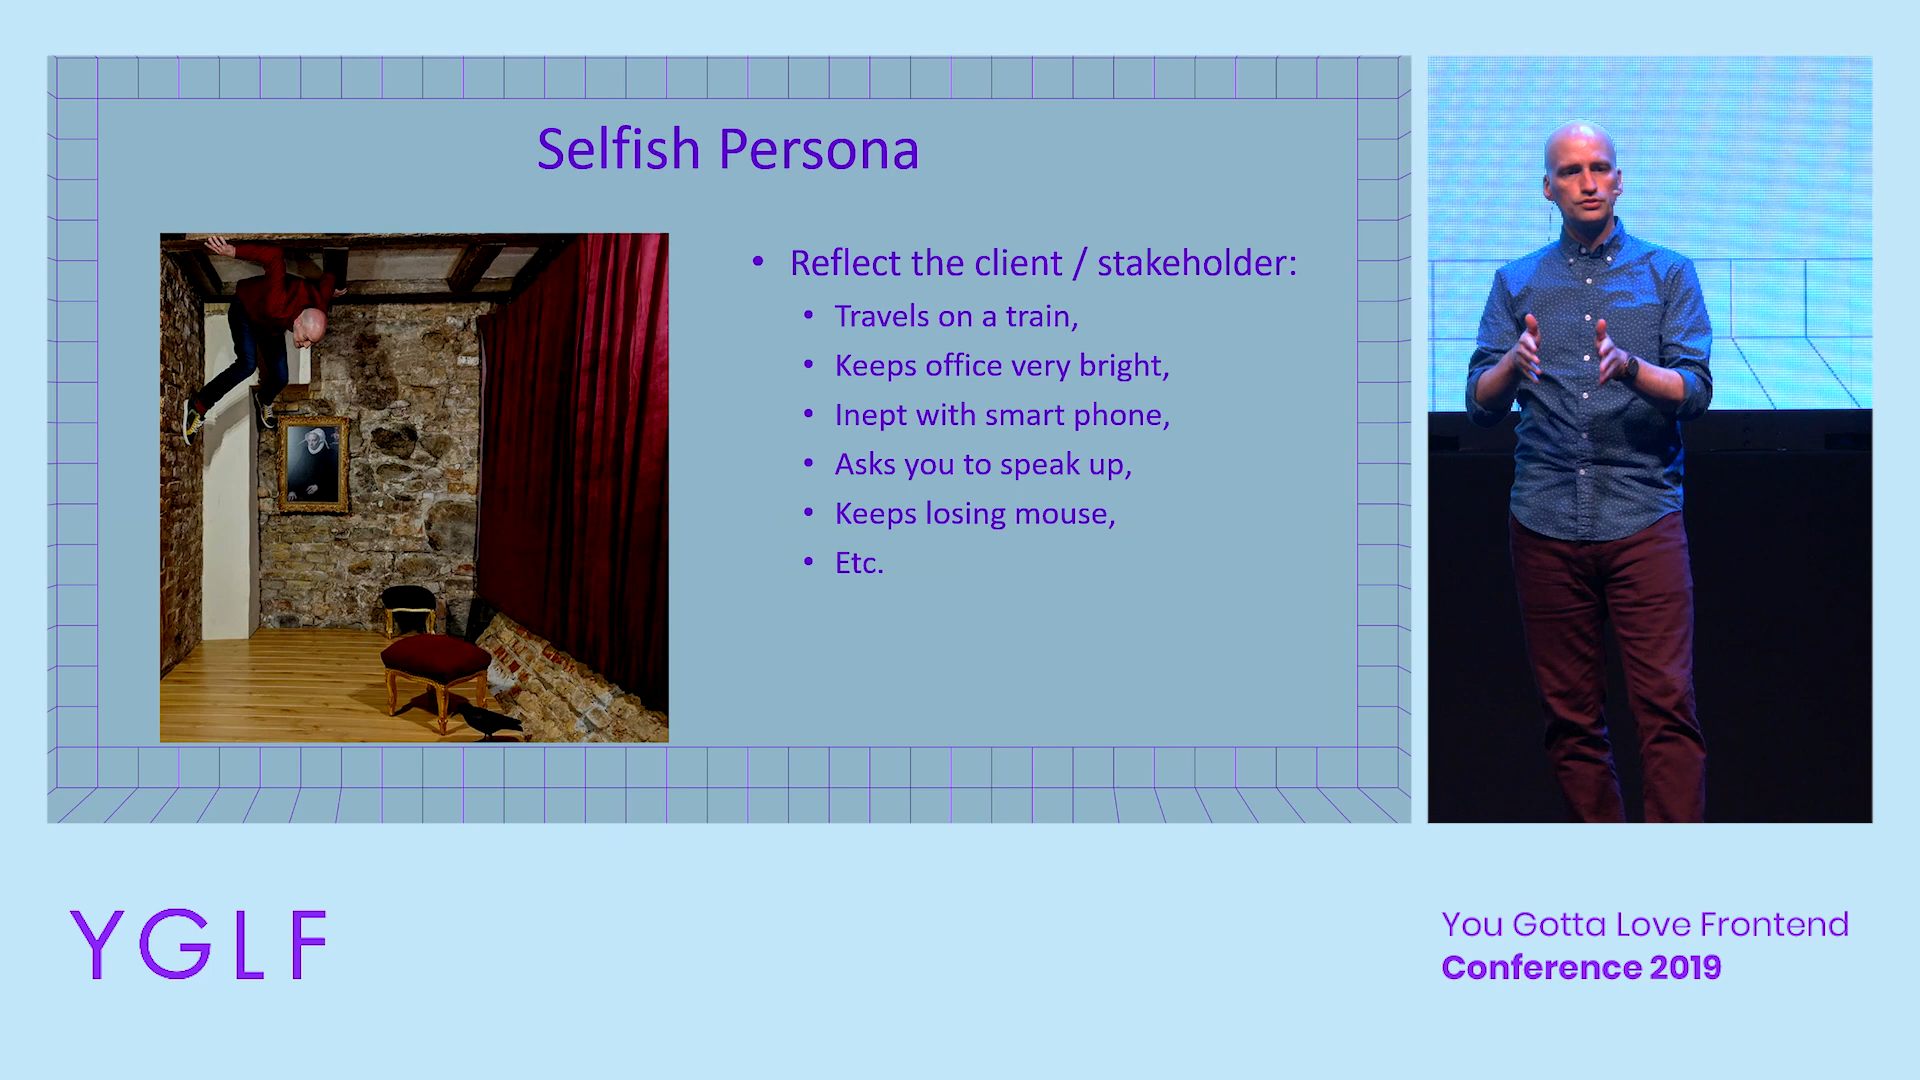 Selfish Persona
• Reflect the client / stakeholder:
• Travels on a train,
• Keeps office very bright,
• Inept with smart phone,
• Asks you to speak up,
• Keeps losing mouse,
• Etc.
YGLF
You Gotta Love Frontend
Conference 2019